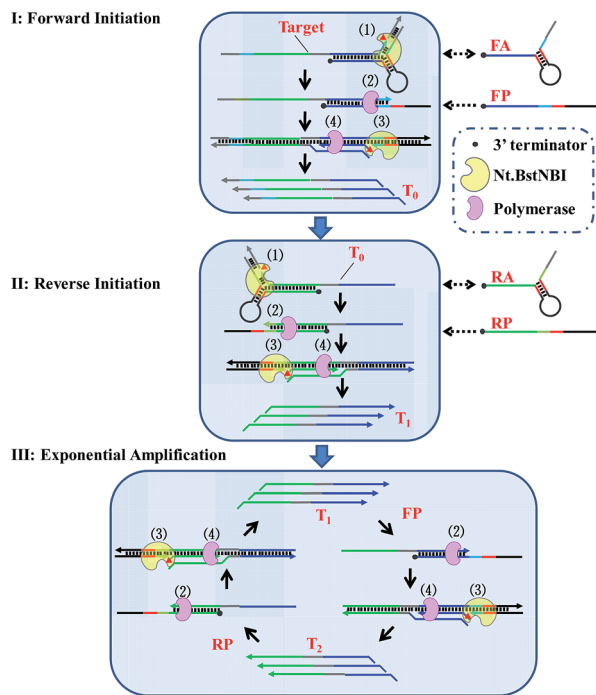 I: Forward Initiation
Target
(1)
FA
(2)
FP
(4)
(3)
T0
3' terminator
Nt.BstNBI
Polymerase
II: Reverse Initiation
(1)
T0
RA
(2)
RP
(3)
(4)
T1
III: Exponential Amplification
T1
FP
(3)
(4)
(2)
(2)
(4)
(3)
RP
T2